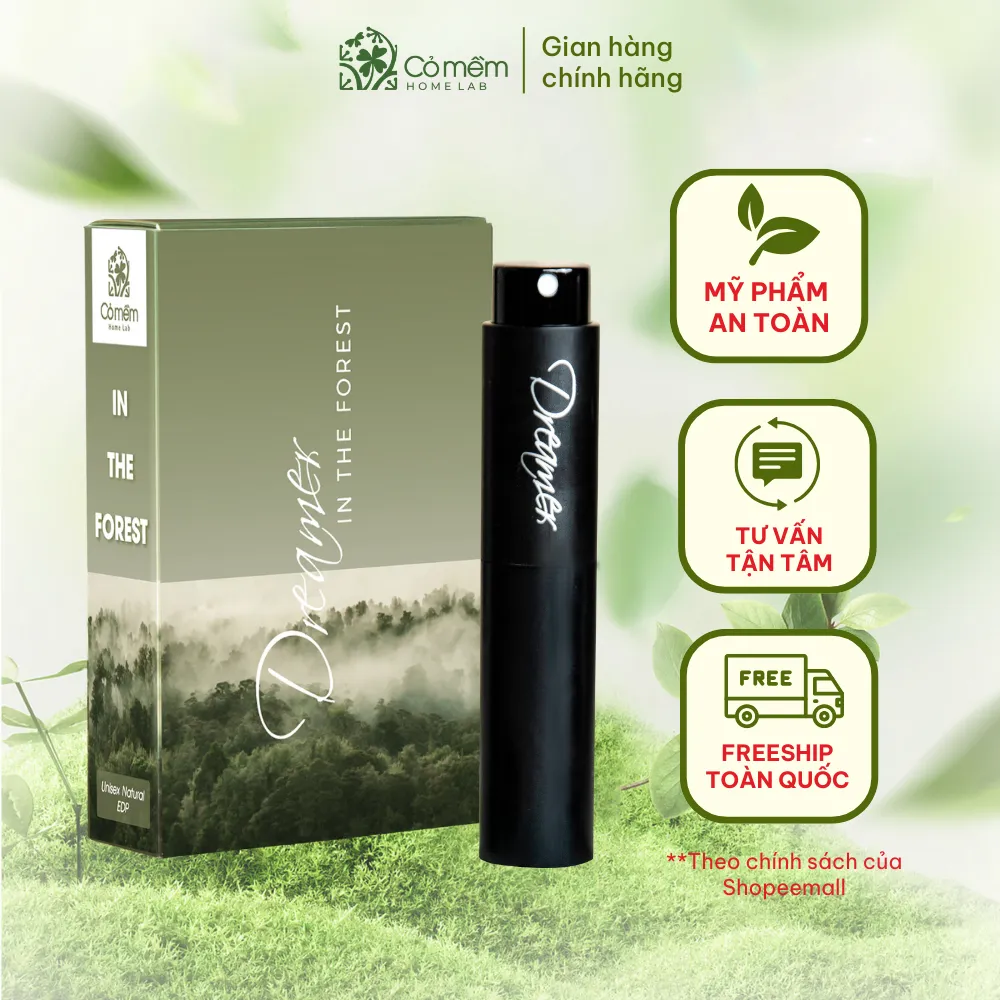 Cỏ mềm
HOME LAB
Gian hàng
chính hãng
Cỏ mềm
Home Lab
IN
THE
FOREST
Unisex Natural
EDP
Dreamer
IN THE FOREST
Dreamer
MỸ PHẨM
AN TOÀN
TƯ VẤN
TẬN TÂM
FREE
FREESHIP
TOÀN QUỐC
**Theo chính sách của
Shopeemall